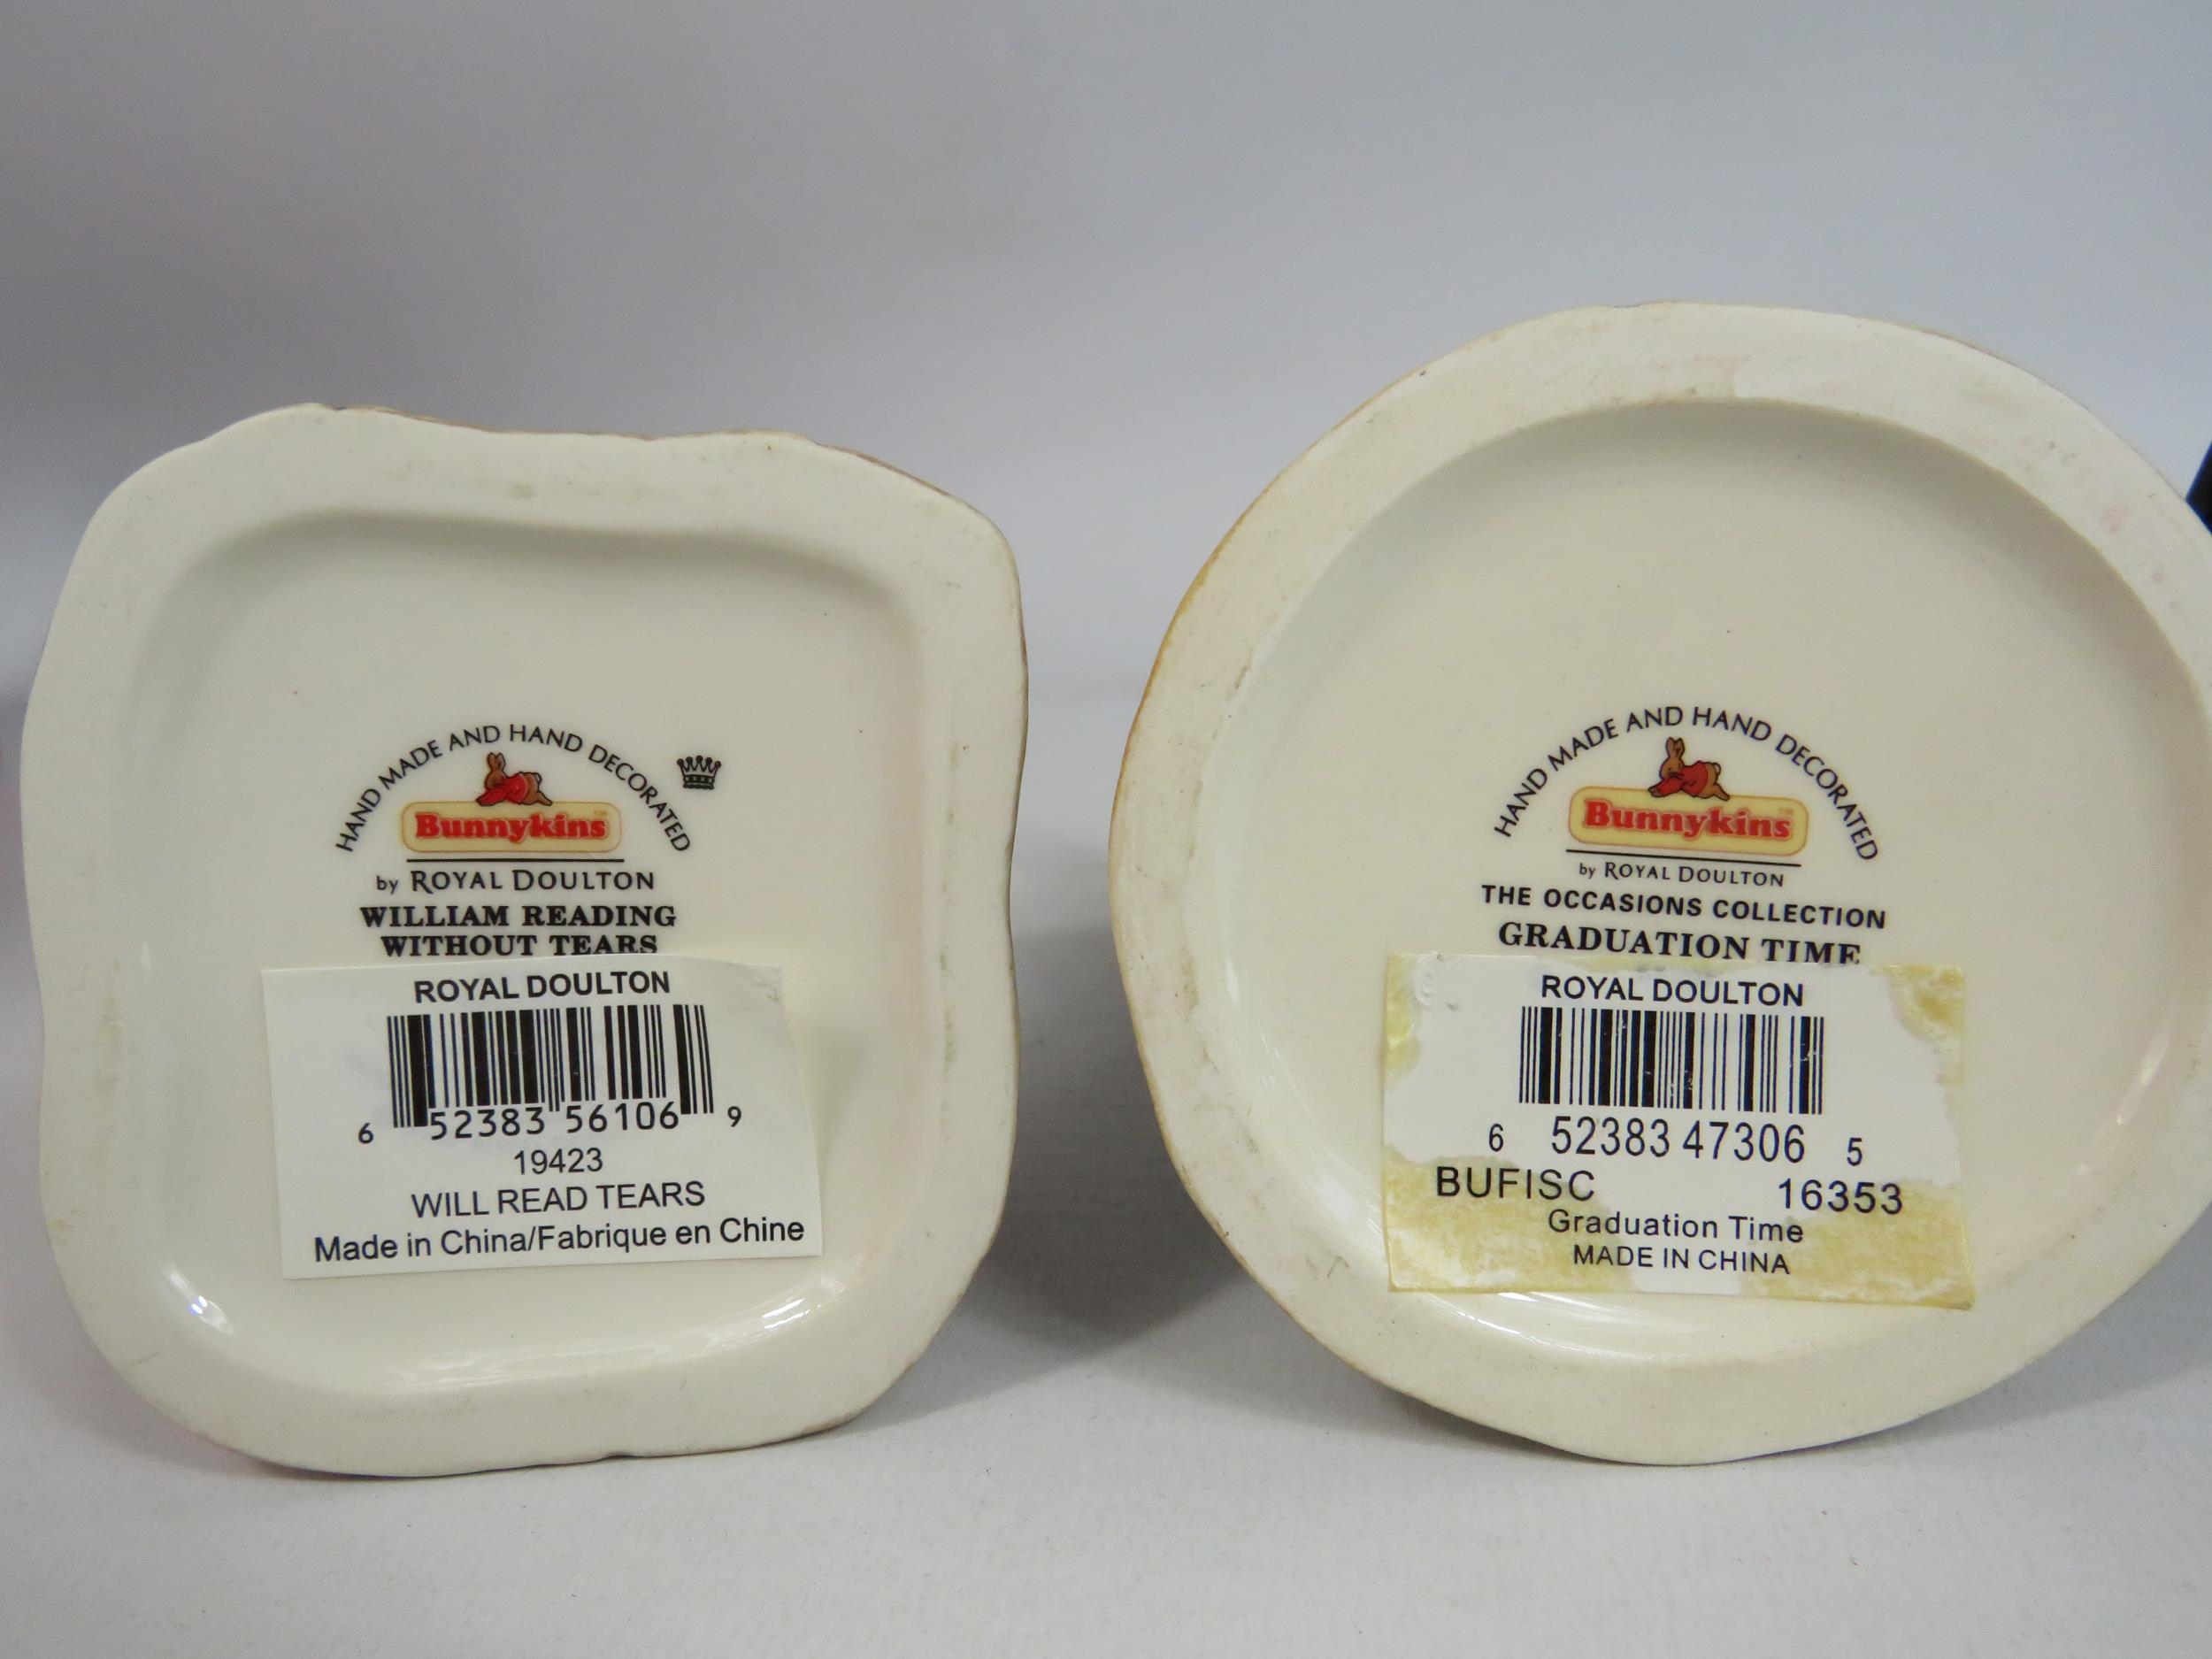 HAND MADE AND HAND DECORATED
Bunnykins™
by ROYAL DOULTON
WILLIAM READING
WITHOUT TEARS
ROYAL DOULTON
6 52383 56106 9
19423
WILL READ TEARS
Made in China/Fabrique en Chine
HAND MADE AND HAND DECORATED
Bunnykins™
by ROYAL DOULTON
THE OCCASIONS COLLECTION
GRADUATION TIME
ROYAL DOULTON
6 52383 47306 5
BUFISC 16353
Graduation Time
MADE IN CHINA